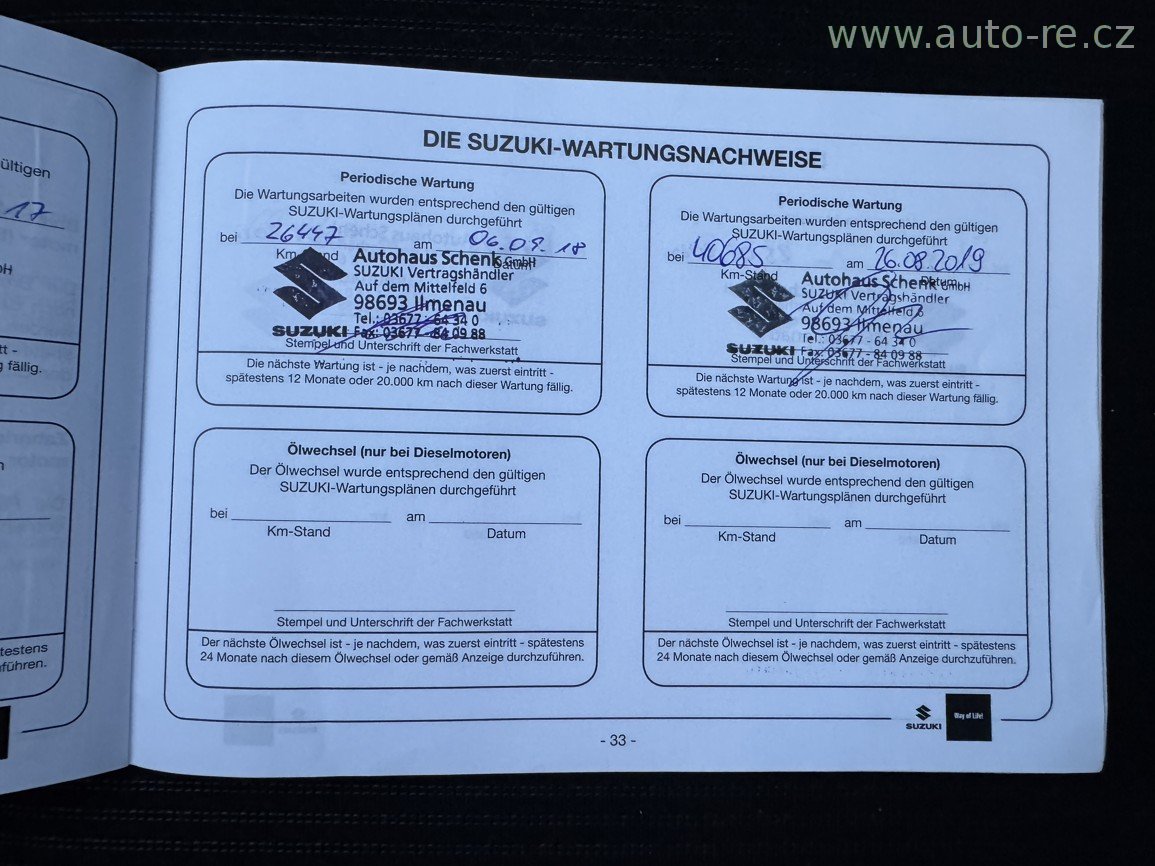 www.auto-re.cz
ültigen
17
fällig.
DIE SUZUKI-WARTUNGSNACHWEISE
Periodische Wartung
Die Wartungsarbeiten wurden entsprechend den gültigen
SUZUKI-Wartungsplänen durchgeführt
bei 26447 am 06.09.18
Km-Stand Datum
Autohaus Schenk GmbH
SUZUKI Vertragshändler
Auf dem Mittelfeld 6
98693 Ilmenau
Tel.: 03677 - 64 34 0
SUZUKI Fax: 03677 - 84 09 88
Stempel und Unterschrift der Fachwerkstatt
Die nächste Wartung ist - je nachdem, was zuerst eintritt -
spätestens 12 Monate oder 20.000 km nach dieser Wartung fällig.
Periodische Wartung
Die Wartungsarbeiten wurden entsprechend den gültigen
SUZUKI-Wartungsplänen durchgeführt
bei 40685 am 26.08.2019
Km-Stand Datum
Autohaus Schenk GmbH
SUZUKI Vertragshändler
Auf dem Mittelfeld 6
98693 Ilmenau
Tel.: 03677 - 64 34 0
SUZUKI Fax: 03677 - 84 09 88
Stempel und Unterschrift der Fachwerkstatt
Die nächste Wartung ist - je nachdem, was zuerst eintritt -
spätestens 12 Monate oder 20.000 km nach dieser Wartung fällig.
Ölwechsel (nur bei Dieselmotoren)
Der Ölwechsel wurde entsprechend den gültigen
SUZUKI-Wartungsplänen durchgeführt
bei am
Km-Stand Datum
Stempel und Unterschrift der Fachwerkstatt
Der nächste Ölwechsel ist - je nachdem, was zuerst eintritt - spätestens
24 Monate nach diesem Ölwechsel oder gemäß Anzeige durchzuführen.
Ölwechsel (nur bei Dieselmotoren)
Der Ölwechsel wurde entsprechend den gültigen
SUZUKI-Wartungsplänen durchgeführt
bei am
Km-Stand Datum
Stempel und Unterschrift der Fachwerkstatt
Der nächste Ölwechsel ist - je nachdem, was zuerst eintritt - spätestens
24 Monate nach diesem Ölwechsel oder gemäß Anzeige durchzuführen.
testens
führen.
SUZUKI
Way of Life!
- 33 -